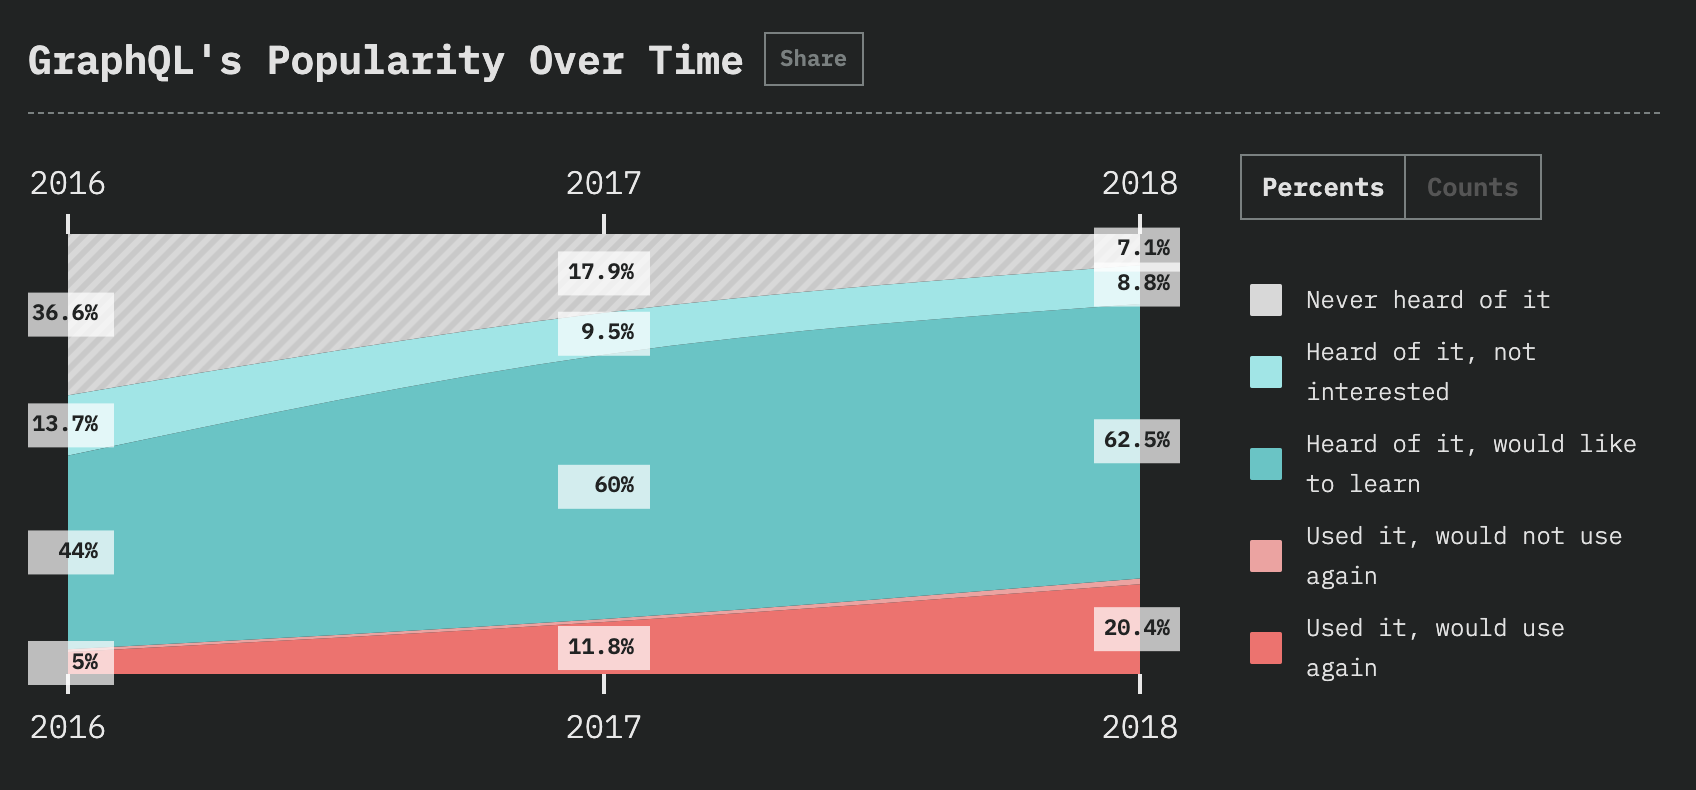 GraphQL's Popularity Over Time
Share
2016 2017 2018
Percents Counts
36.6%
13.7%
44%
5%
17.9%
9.5%
60%
11.8%
7.1%
8.8%
62.5%
20.4%
2016 2017 2018
Never heard of it
Heard of it, not
interested
Heard of it, would like
to learn
Used it, would not use
again
Used it, would use
again